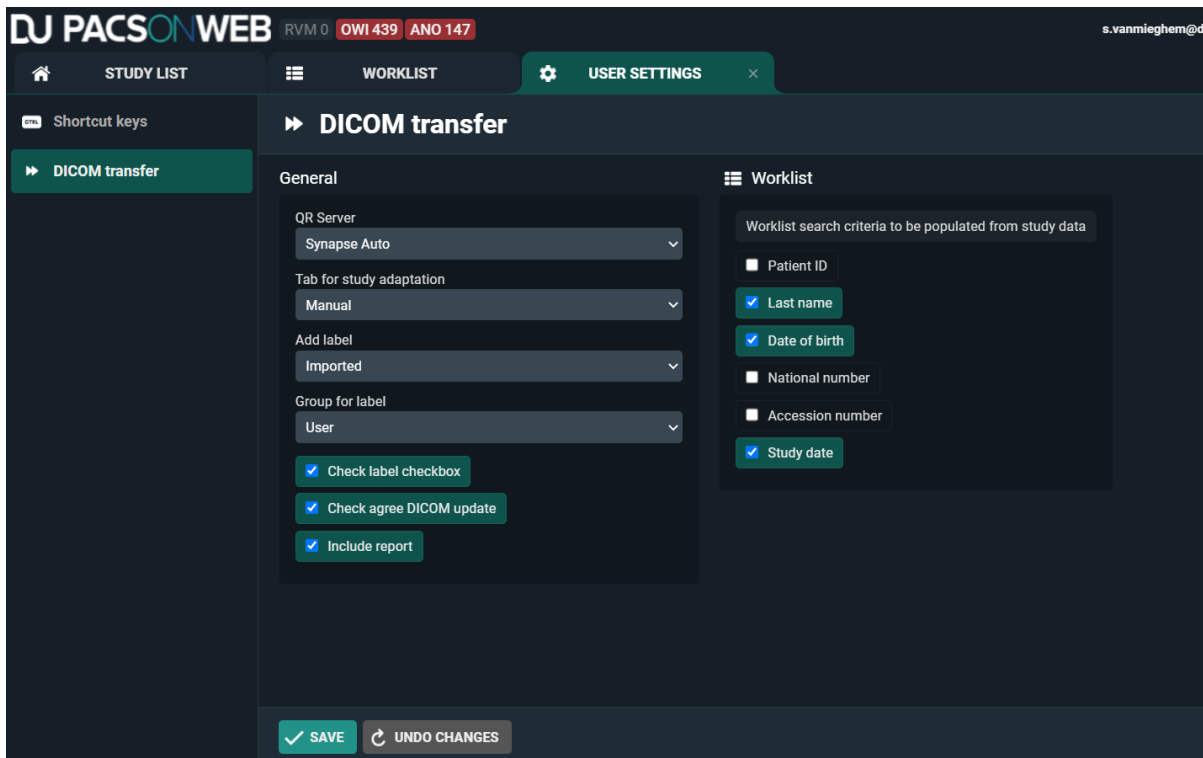 DJ PACSONWEB RVM 0 OWI 439 ANO 147
s.vanmieghem@d
STUDY LIST
WORKLIST
USER SETTINGS ×
CTRL Shortcut keys
DICOM transfer
DICOM transfer
General
QR Server
Synapse Auto
Tab for study adaptation
Manual
Add label
Imported
Group for label
User
Check label checkbox
Check agree DICOM update
Include report
Worklist
Worklist search criteria to be populated from study data
Patient ID
Last name
Date of birth
National number
Accession number
Study date
SAVE
UNDO CHANGES